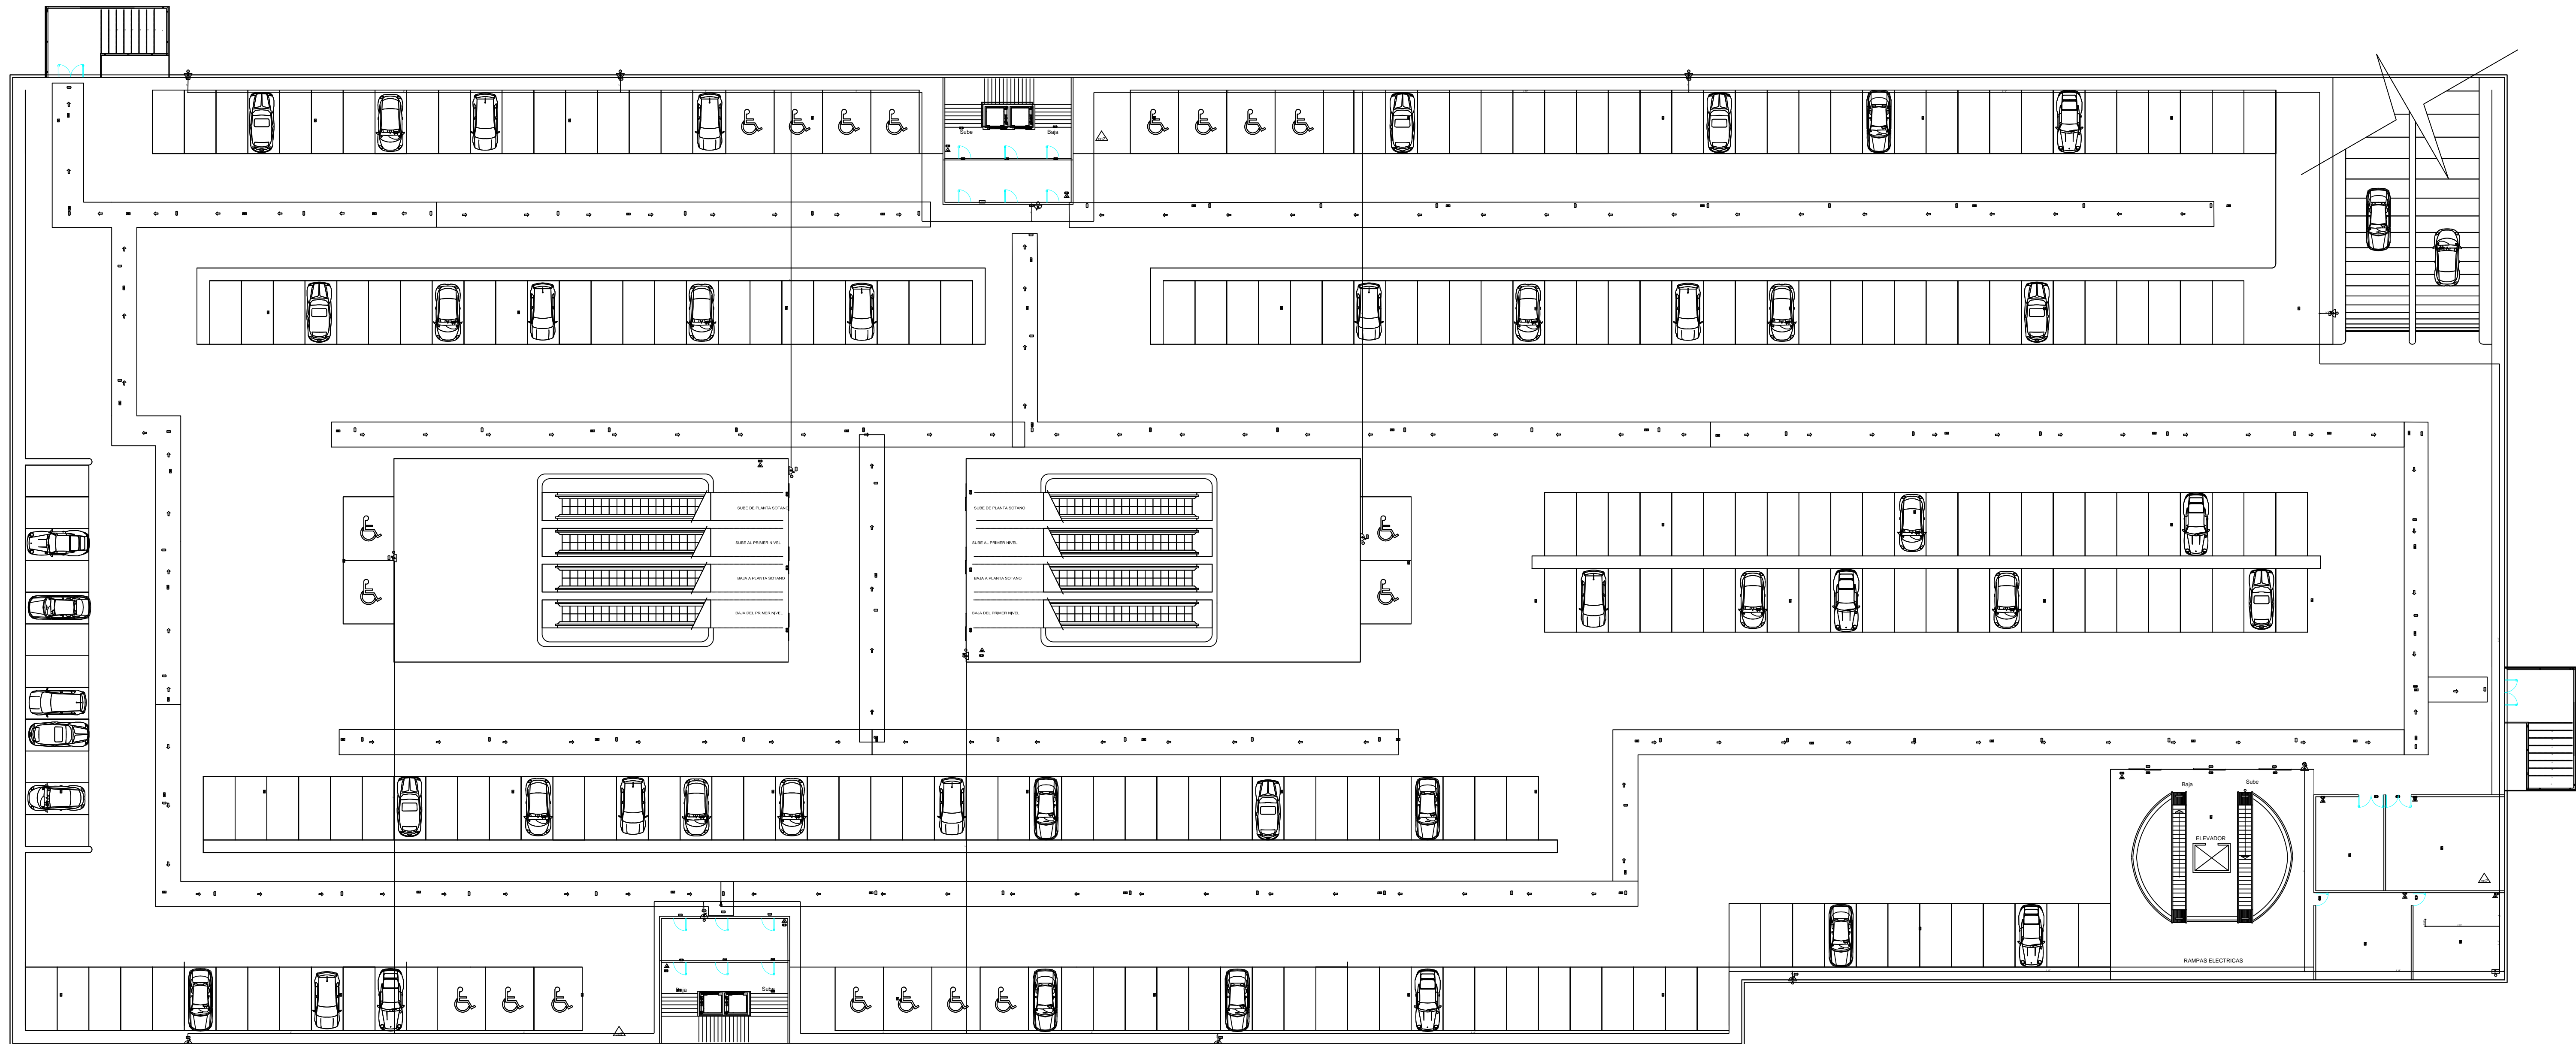 Sube
Baja
SUBE DE PLANTA SOTANO
SUBE AL PRIMER NIVEL
BAJA A PLANTA SOTANO
BAJA DEL PRIMER NIVEL
SUBE DE PLANTA SOTANO
SUBE AL PRIMER NIVEL
BAJA A PLANTA SOTANO
BAJA DEL PRIMER NIVEL
Baja
Sube
ELEVADOR
RAMPAS ELECTRICAS
Baja
Sube